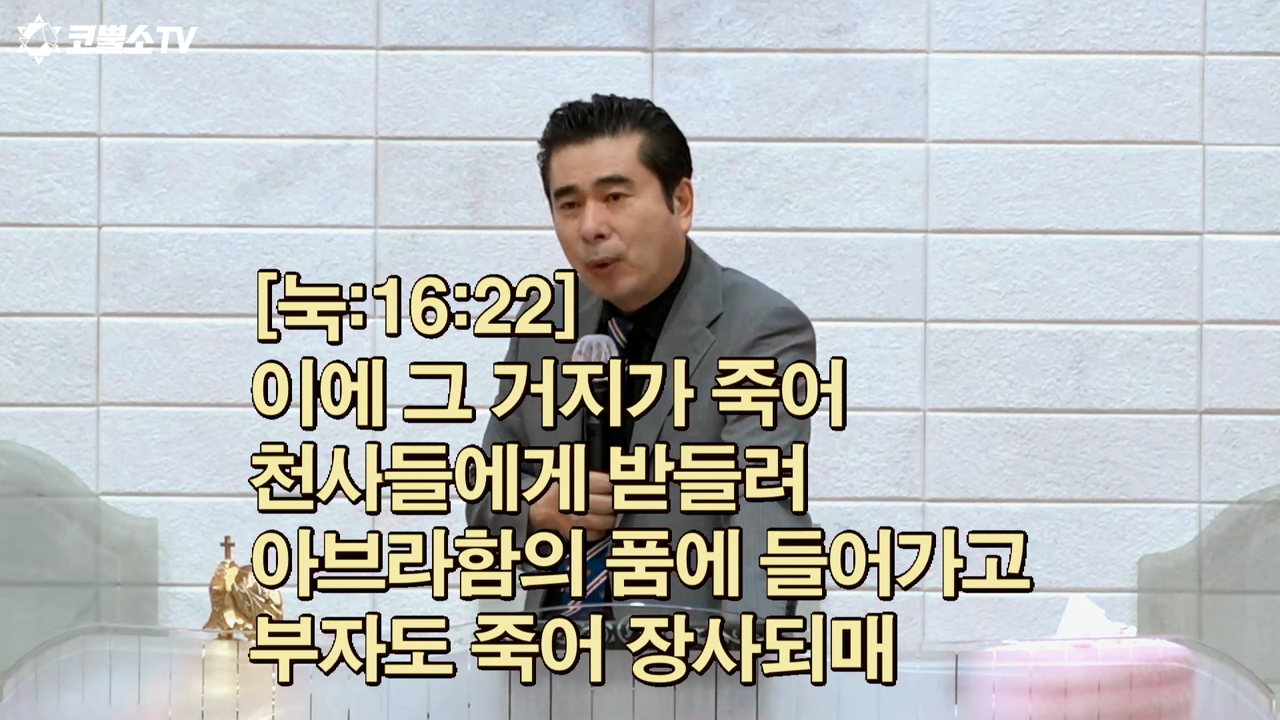 코뿔소TV
[눅:16:22]
이에 그 거지가 죽어
천사들에게 받들려
아브라함의 품에 들어가고
부자도 죽어 장사되매